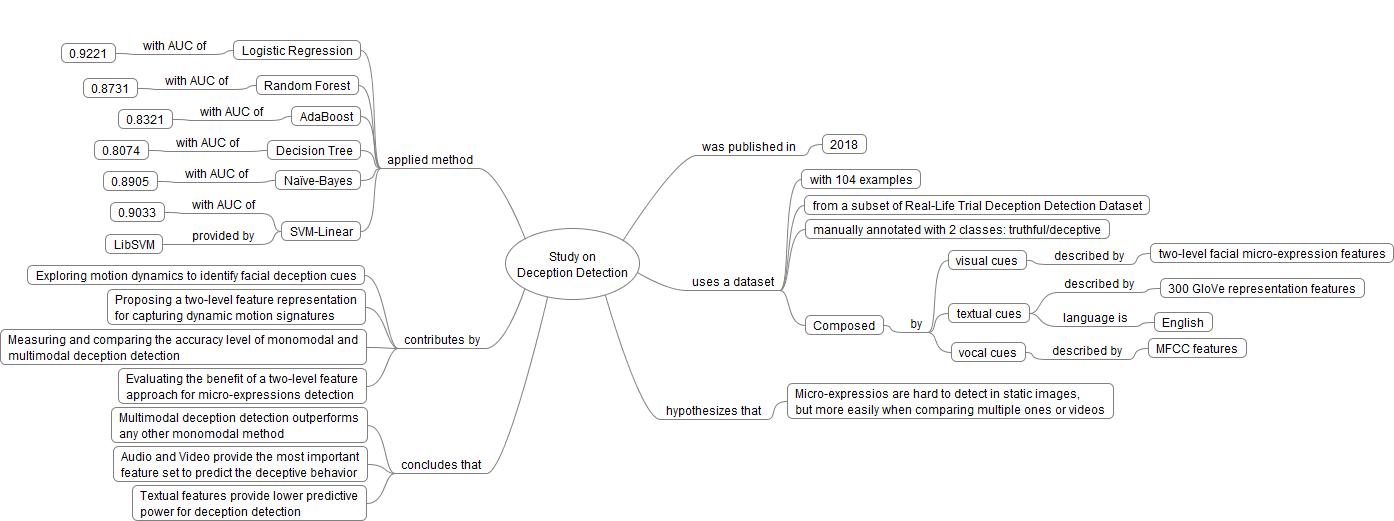 Study on
Deception Detection
applied method
Logistic Regression
with AUC of
0.9221
Random Forest
with AUC of
0.8731
AdaBoost
with AUC of
0.8321
Decision Tree
with AUC of
0.8074
Naïve-Bayes
with AUC of
0.8905
SVM-Linear
with AUC of
0.9033
provided by
LibSVM
contributes by
Exploring motion dynamics to identify facial deception cues
Proposing a two-level feature representation
for capturing dynamic motion signatures
Measuring and comparing the accuracy level of monomodal and
multimodal deception detection
Evaluating the benefit of a two-level feature
approach for micro-expressions detection
concludes that
Multimodal deception detection outperforms
any other monomodal method
Audio and Video provide the most important
feature set to predict the deceptive behavior
Textual features provide lower predictive
power for deception detection
was published in
2018
uses a dataset
with 104 examples
from a subset of Real-Life Trial Deception Detection Dataset
manually annotated with 2 classes: truthful/deceptive
Composed
by
visual cues
described by
two-level facial micro-expression features
textual cues
described by
300 GloVe representation features
language is
English
vocal cues
described by
MFCC features
hypothesizes that
Micro-expressios are hard to detect in static images,
but more easily when comparing multiple ones or videos